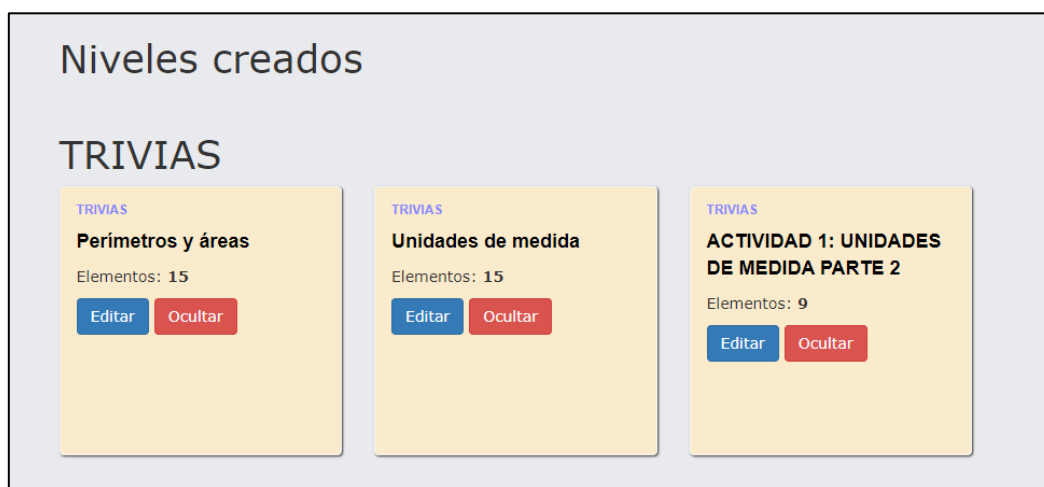 Niveles creados
TRIVIAS
TRIVIAS
Perímetros y áreas
Elementos: 15
Editar Ocultar
TRIVIAS
Unidades de medida
Elementos: 15
Editar Ocultar
TRIVIAS
ACTIVIDAD 1: UNIDADES
DE MEDIDA PARTE 2
Elementos: 9
Editar Ocultar